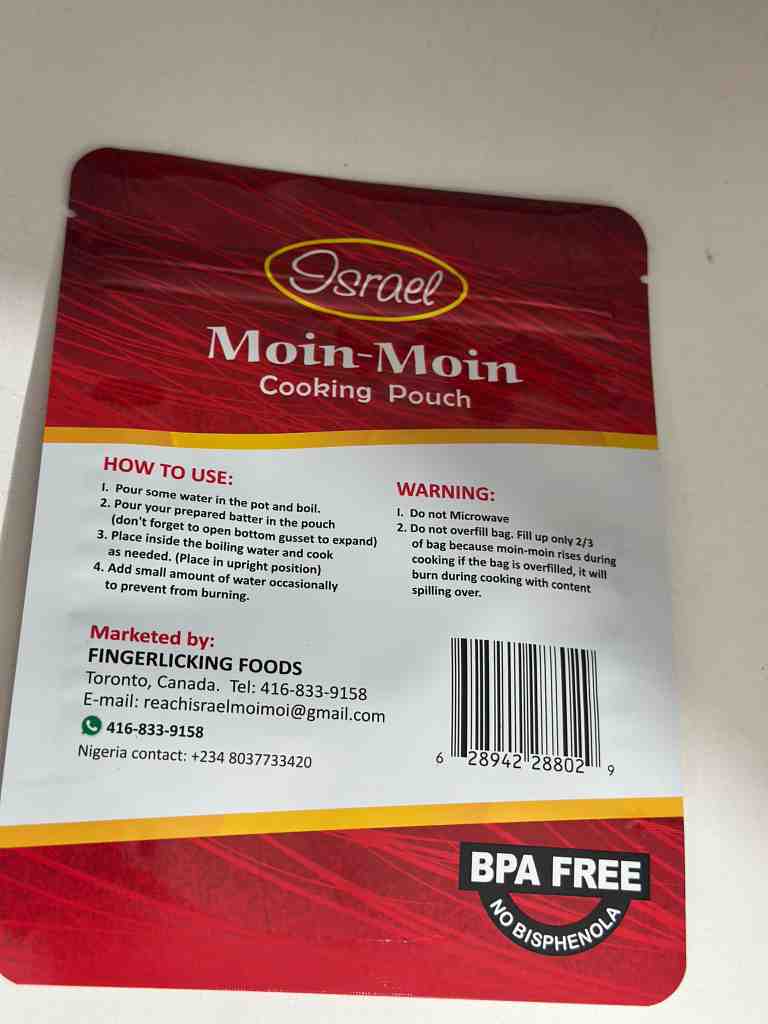 Israel
Moin-Moin
Cooking Pouch
HOW TO USE:
1. Pour some water in the pot and boil.
2. Pour your prepared batter in the pouch
(don't forget to open bottom gusset to expand)
3. Place inside the boiling water and cook
as needed. (Place in upright position)
4. Add small amount of water occasionally
to prevent from burning.
WARNING:
1. Do not Microwave
2. Do not overfill bag. Fill up only 2/3
of bag because moin-moin rises during
cooking if the bag is overfilled, it will
burn during cooking with content
spilling over.
Marketed by:
FINGERLICKING FOODS
Toronto, Canada. Tel: 416-833-9158
E-mail: reachisraelmoimoi@gmail.com
416-833-9158
Nigeria contact: +234 8037733420
6 28942 28802 9
BPA FREE
NO BISPHENOLA